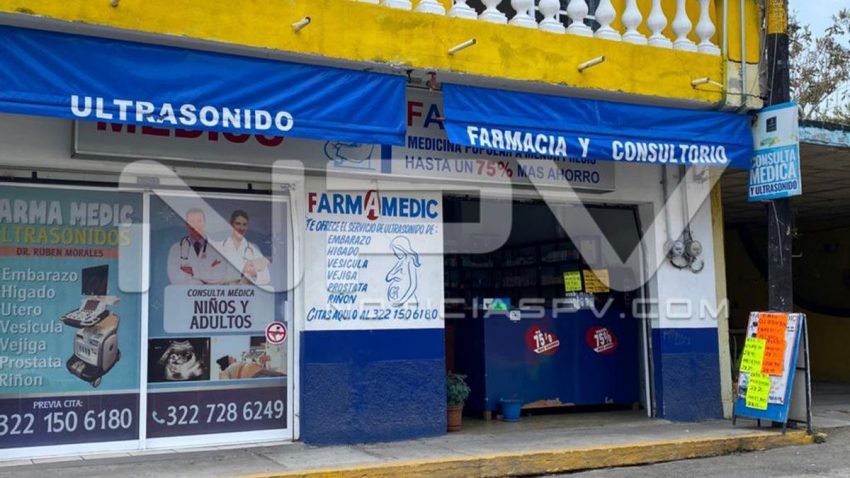 ULTRASONIDO
FARMACIA Y CONSULTORIO
MEDICINA POPULAR A MENOR PRECIO
HASTA UN 75% MAS AHORRO
CONSULTA
MEDICA
Y ULTRASONIDO
FARMA MEDIC
ULTRASONIDOS
DR. RUBEN MORALES
Embarazo
Higado
Utero
Vesicula
Vejiga
Prostata
Riñon
PREVIA CITA:
322 150 6180
CONSULTA MÉDICA
NIÑOS Y
ADULTOS
322 728 6249
FARMAMEDIC
TE OFRECE EL SERVICIO DE ULTRASONIDO DE:
EMBARAZO
HIGADO
VESICULA
VEJIGA
PROSTATA
RIÑON
CITAS AQUI O AL 322 150 6180
75%
75%
NPV
NOTICIASPV.COM